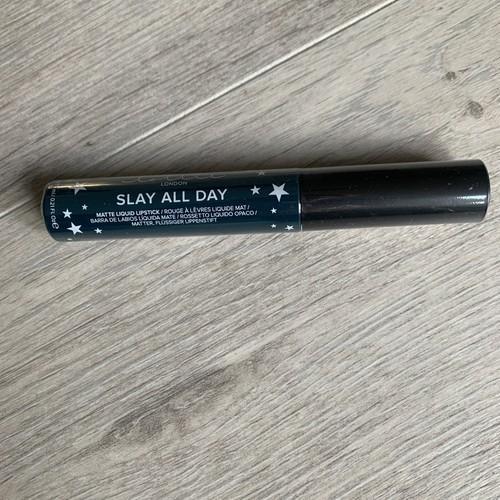 LONDON
SLAY ALL DAY
MATTE LIQUID LIPSTICK / ROUGE À LÈVRES LIQUIDE MAT /
BARRA DE LABIOS LÍQUIDA MATE / ROSSETTO LIQUIDO OPACO /
MATTER, FLÜSSIGER LIPPENSTIFT